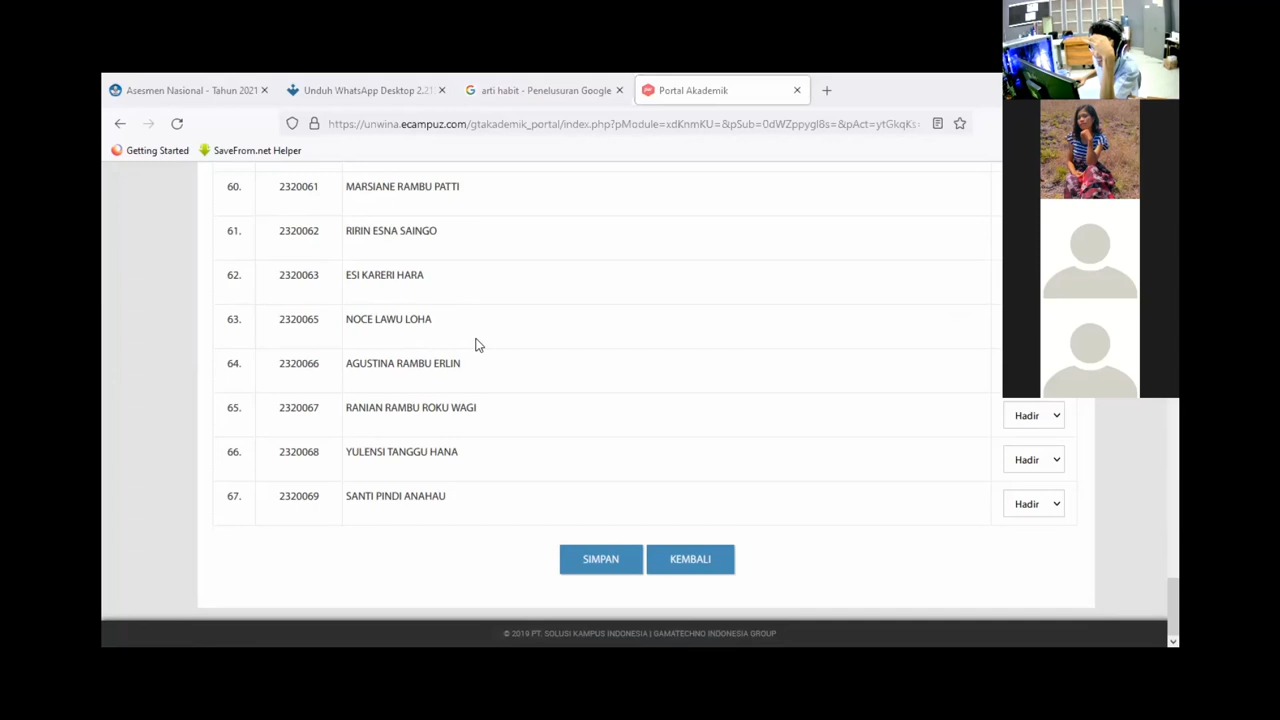 Asesmen Nasional - Tahun 2021
Unduh WhatsApp Desktop 2.21
arti habit - Penelusuran Google
Portal Akademik
https://unwina.ecampuz.com/gtakademik_portal/index.php?pModule=xdKnmKU=&pSub=0dWZppygl8s=&pAct=ytGkqKs
Getting Started
SaveFrom.net Helper
60. 2320061 MARSIANE RAMBU PATTI
61. 2320062 RIRIN ESNA SAINGO
62. 2320063 ESI KARERI HARA
63. 2320065 NOCE LAWU LOHA
64. 2320066 AGUSTINA RAMBU ERLIN
65. 2320067 RANIAN RAMBU ROKU WAGI Hadir
66. 2320068 YULENSI TANGGU HANA Hadir
67. 2320069 SANTI PINDI ANAHAU Hadir
SIMPAN KEMBALI
© 2019 PT. SOLUSI KAMPUS INDONESIA | GAMATECHNO INDONESIA GROUP